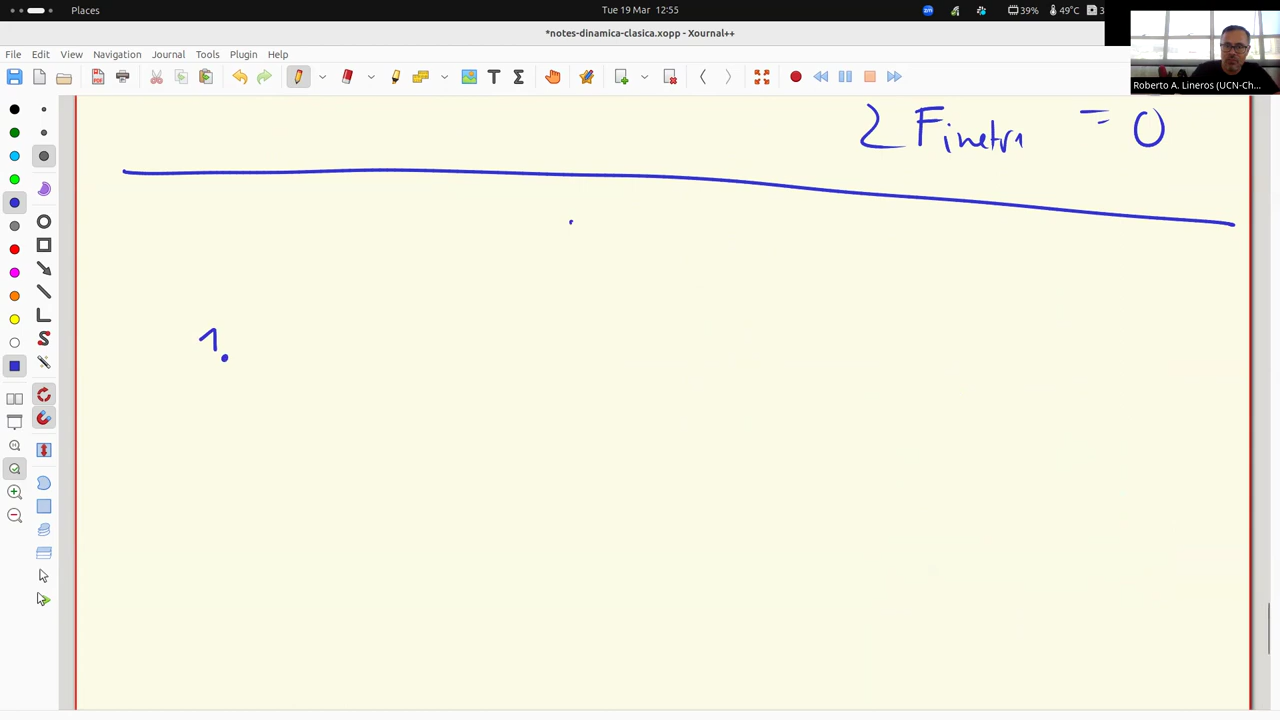 Places
Tue 19 Mar 12:55
39%
49°C
3
*notes-dinamica-clasica.xopp - Xournal++
Roberto A. Lineros (UCN-Ch...
File Edit View Navigation Journal Tools Plugin Help
= 0
1.